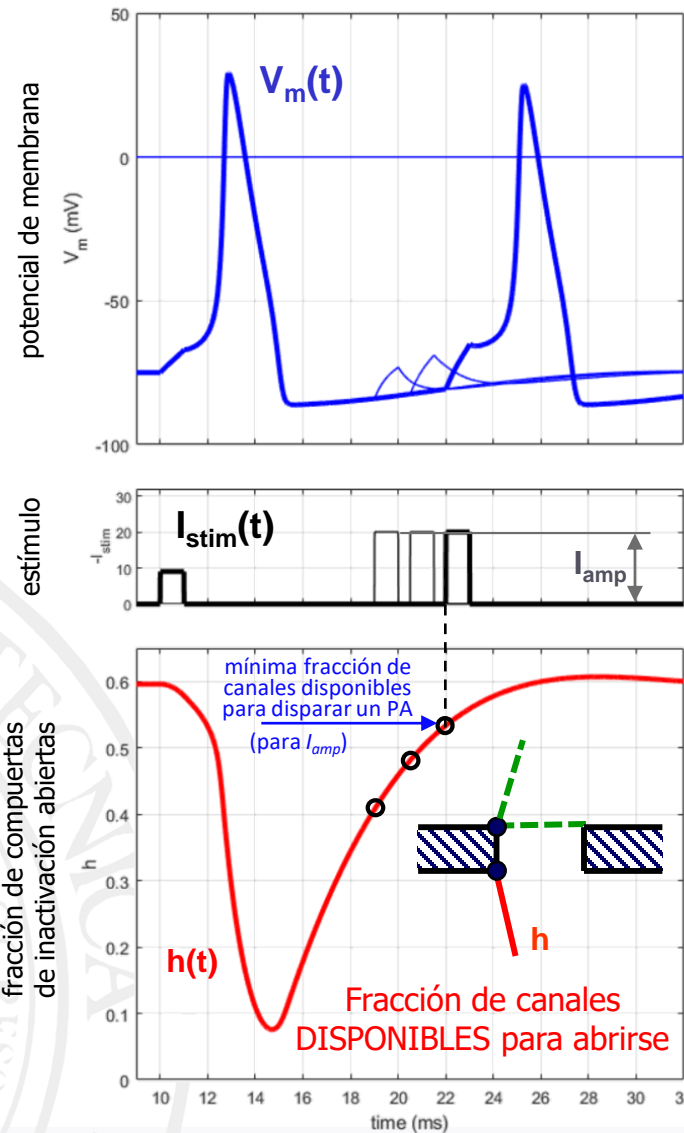 potencial de membrana
V_m (mV)
50
0
-50
-100
V_m(t)
estímulo
-I_stim
30
20
10
0
I_stim(t)
I_amp
fracción de compuertas
de inactivación abiertas
h
0.6
0.5
0.4
0.3
0.2
0.1
0
mínima fracción de
canales disponibles
para disparar un PA
(para I_amp)
h
h(t)
Fracción de canales
DISPONIBLES para abrirse
10 12 14 16 18 20 22 24 26 28 30
time (ms)